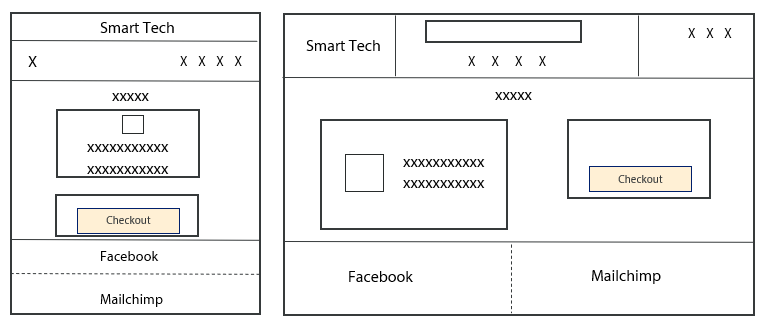 Smart Tech
X X X X X
xxxxx
xxxxxxxxxxx
xxxxxxxxxxx
Checkout
Facebook
Mailchimp
Smart Tech
X X X X
X X X
xxxxx
xxxxxxxxxxx
xxxxxxxxxxx
Checkout
Facebook
Mailchimp